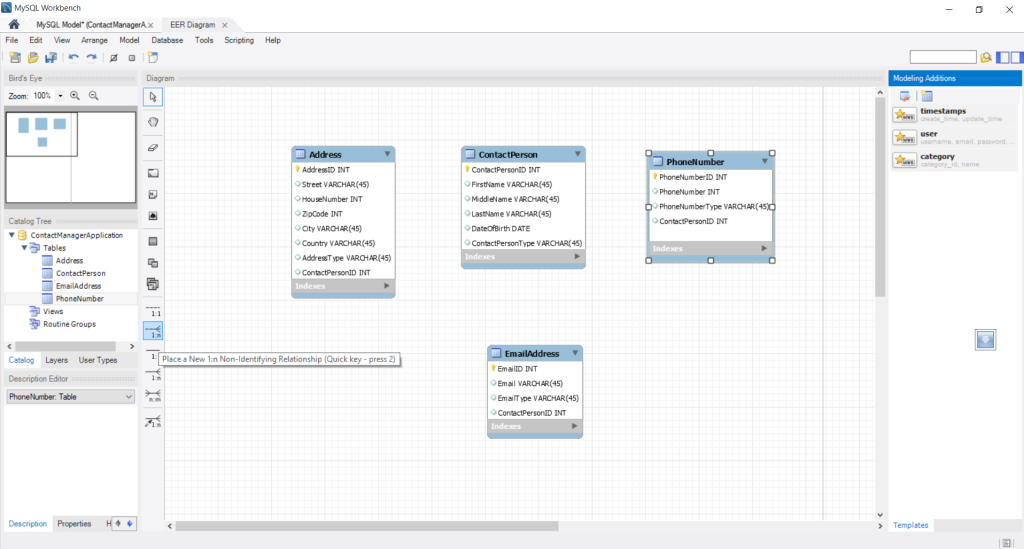 MySQL Workbench
MySQL Model* (ContactManagerA.× EER Diagram ×
File Edit View Arrange Model Database Tools Scripting Help
Bird's Eye
Zoom: 100%
Catalog Tree
ContactManagerApplication
Tables
Address
ContactPerson
EmailAddress
PhoneNumber
Views
Routine Groups
Catalog Layers User Types
Description Editor
PhoneNumber: Table
Description Properties H
Diagram
1:1
1:n
1:
1:n
n:m
1:n
Place a New 1:n Non-Identifying Relationship (Quick key - press 2)
Address
AddressID INT
Street VARCHAR(45)
HouseNumber INT
ZipCode INT
City VARCHAR(45)
Country VARCHAR(45)
AddressType VARCHAR(45)
ContactPersonID INT
Indexes
ContactPerson
ContactPersonID INT
FirstName VARCHAR(45)
MiddleName VARCHAR(45)
LastName VARCHAR(45)
DateOfBirth DATE
ContactPersonType VARCHAR(45)
Indexes
PhoneNumber
PhoneNumberID INT
PhoneNumber INT
PhoneNumberType VARCHAR(45)
ContactPersonID INT
Indexes
EmailAddress
EmailID INT
Email VARCHAR(45)
EmailType VARCHAR(45)
ContactPersonID INT
Indexes
Modeling Additions
timestamps
create_time, update_time
user
username, email, password, ...
category
category_id, name
Templates